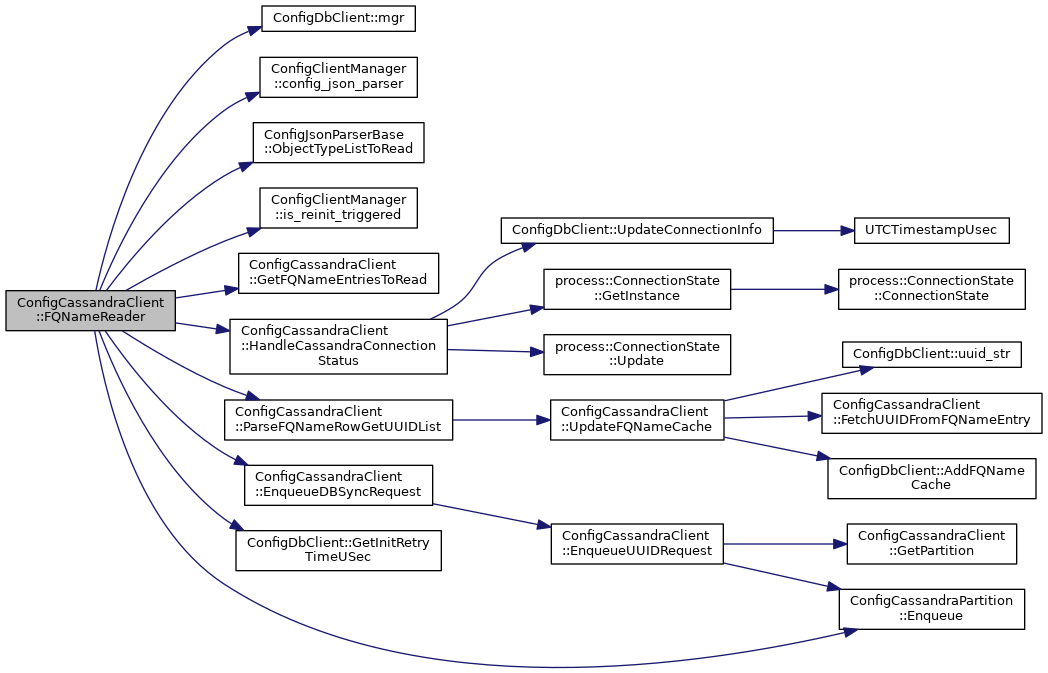 ConfigCassandraClient
::FQNameReader
ConfigDbClient::mgr
ConfigClientManager
::config_json_parser
ConfigJsonParserBase
::ObjectTypeListToRead
ConfigClientManager
::is_reinit_triggered
ConfigCassandraClient
::GetFQNameEntriesToRead
ConfigCassandraClient
::HandleCassandraConnection
Status
ConfigCassandraClient
::ParseFQNameRowGetUUIDList
ConfigCassandraClient
::EnqueueDBSyncRequest
ConfigDbClient::GetInitRetry
TimeUSec
ConfigDbClient::UpdateConnectionInfo
process::ConnectionState
::GetInstance
process::ConnectionState
::Update
ConfigCassandraClient
::UpdateFQNameCache
ConfigCassandraClient
::EnqueueUUIDRequest
UTCTimestampUsec
process::ConnectionState
::ConnectionState
ConfigDbClient::uuid_str
ConfigCassandraClient
::FetchUUIDFromFQNameEntry
ConfigDbClient::AddFQName
Cache
ConfigCassandraClient
::GetPartition
ConfigCassandraPartition
::Enqueue